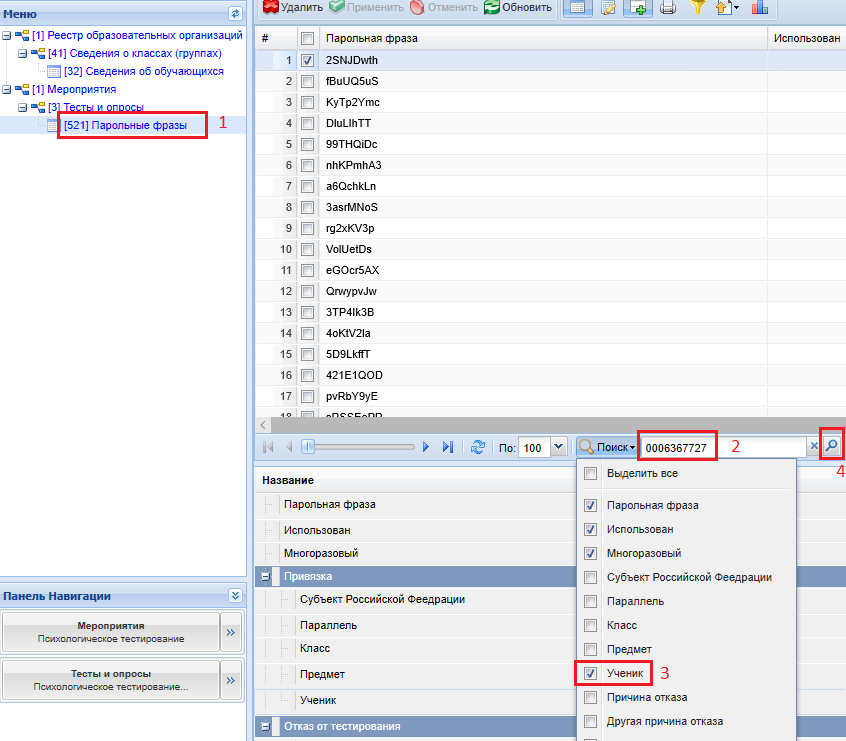 Меню
[1] Реестр образовательных организаций
[41] Сведения о классах (группах)
[32] Сведения об обучающихся
[1] Мероприятия
[3] Тесты и опросы
[521] Парольные фразы
1
Панель Навигации
Мероприятия
Психологическое тестирование
Тесты и опросы
Психологическое тестирование...
Удалить Применить Отменить Обновить
# Парольная фраза Использован
1 2SNJDwth
2 fBuUQ5uS
3 KyTp2Ymc
4 DluLlhTT
5 99THQiDc
6 nhKPmhA3
7 a6QchkLn
8 3asrMNoS
9 rg2xKV3p
10 VolUetDs
11 eGOcr5AX
12 QrwypvJw
13 3TP4Ik3B
14 4oKtV2Ia
15 5D9LkffT
16 421E1QOD
17 pvRbY9yE
18
По: 100 Поиск 0006367727 2
4
Название
Парольная фраза
Использован
Многоразовый
Привязка
Субъект Российской Феедрации
Параллель
Класс
Предмет
Ученик
Отказ от тестирования
Выделить все
Парольная фраза
Использован
Многоразовый
Субъект Российской Феедрации
Параллель
Класс
Предмет
Ученик 3
Причина отказа
Другая причина отказа